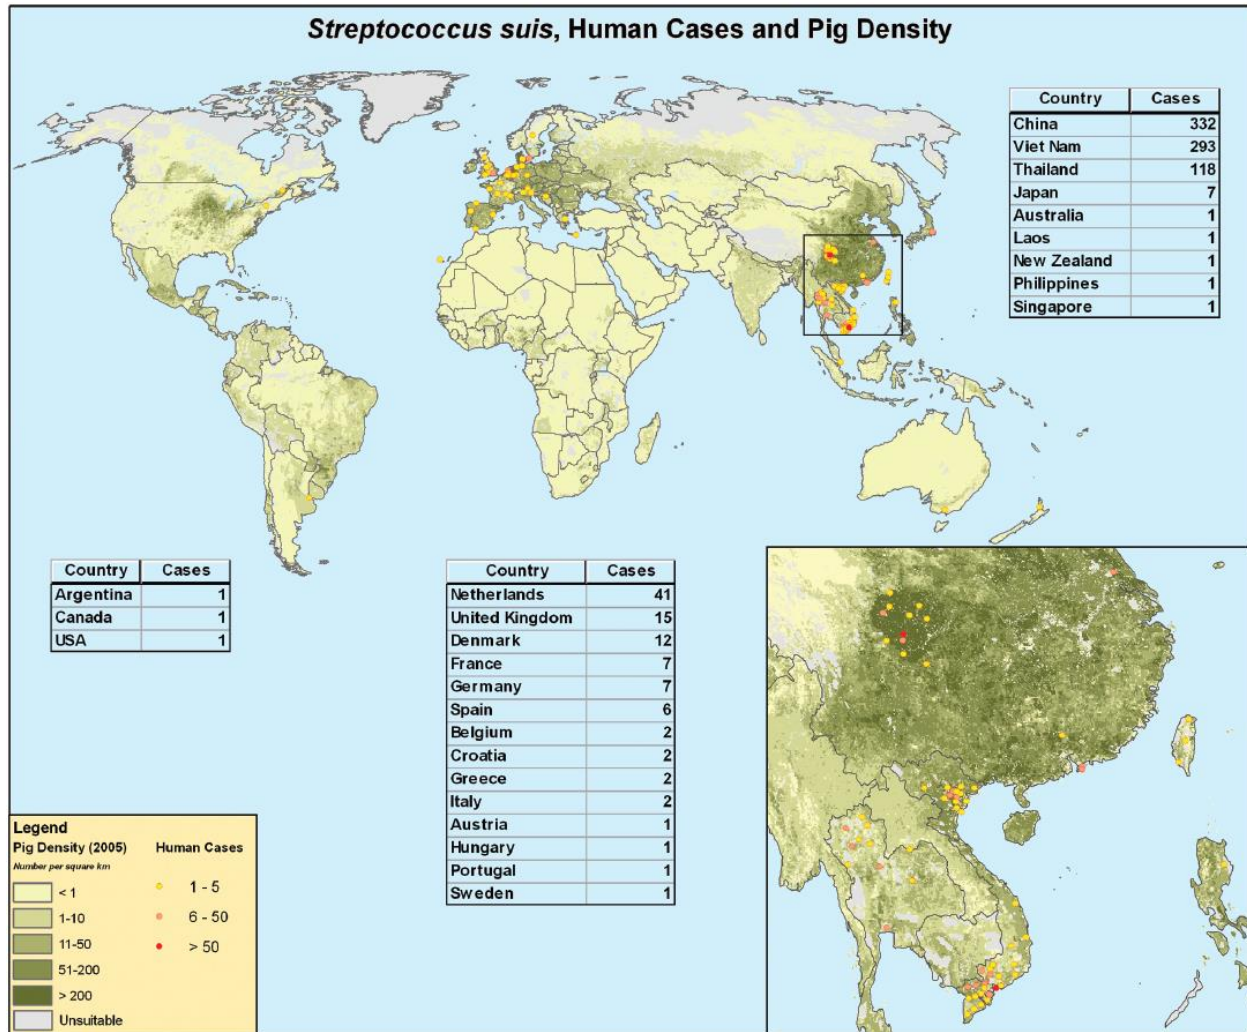 Streptococcus suis, Human Cases and Pig Density
Country Cases
China 332
Viet Nam 293
Thailand 118
Japan 7
Australia 1
Laos 1
New Zealand 1
Philippines 1
Singapore 1
Country Cases
Argentina 1
Canada 1
USA 1
Country Cases
Netherlands 41
United Kingdom 15
Denmark 12
France 7
Germany 7
Spain 6
Belgium 2
Croatia 2
Greece 2
Italy 2
Austria 1
Hungary 1
Portugal 1
Sweden 1
Legend
Pig Density (2005) Human Cases
Number per square km
< 1 1 - 5
1-10 6 - 50
11-50 > 50
51-200
> 200
Unsuitable